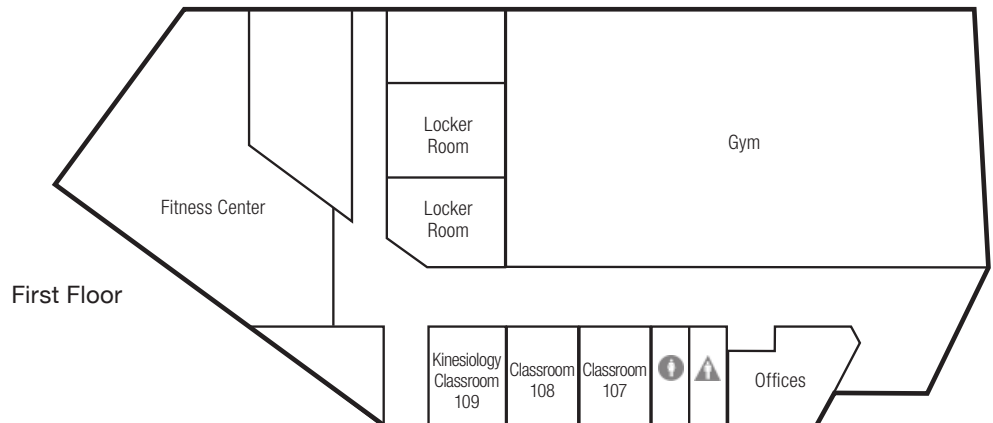 Locker
Room
Gym
Locker
Room
Fitness Center
First Floor
Kinesiology
Classroom
109
Classroom
108
Classroom
107
Offices